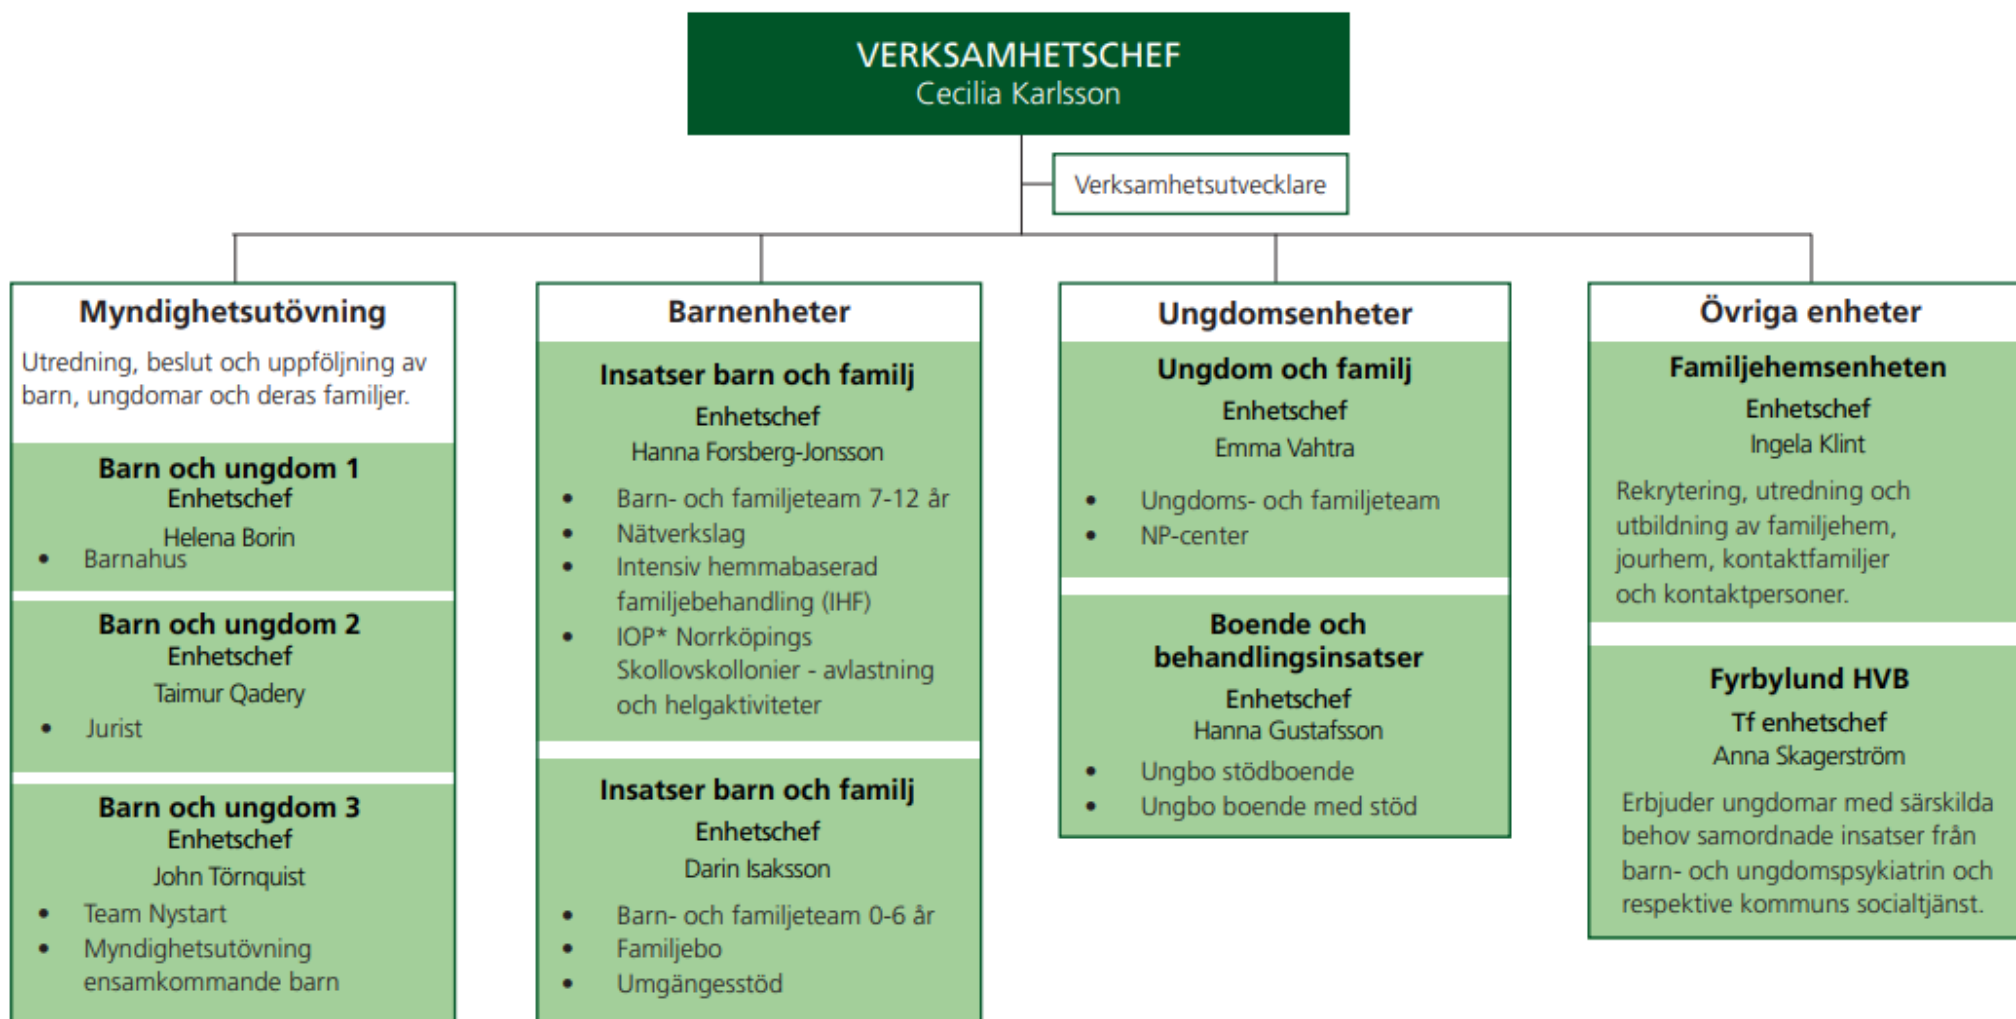 VERKSAMHETSCHEF
Cecilia Karlsson
Verksamhetsutvecklare
Myndighetsutövning
Utredning, beslut och uppföljning av
barn, ungdomar och deras familjer.
Barn och ungdom 1
Enhetschef
Helena Borin
• Barnahus
Barn och ungdom 2
Enhetschef
Taimur Qadery
• Jurist
Barn och ungdom 3
Enhetschef
John Törnquist
• Team Nystart
• Myndighetsutövning
ensamkommande barn
Barnenheter
Insatser barn och familj
Enhetschef
Hanna Forsberg-Jonsson
• Barn- och familjeteam 7-12 år
• Nätverkslag
• Intensiv hemmabaserad
familjebehandling (IHF)
• IOP* Norrköpings
Skollovskollonier - avlastning
och helgaktiviteter
Insatser barn och familj
Enhetschef
Darin Isaksson
• Barn- och familjeteam 0-6 år
• Familjebo
• Umgängesstöd
Ungdomsenheter
Ungdom och familj
Enhetschef
Emma Vahtra
• Ungdoms- och familjeteam
• NP-center
Boende och
behandlingsinsatser
Enhetschef
Hanna Gustafsson
• Ungbo stödboende
• Ungbo boende med stöd
Övriga enheter
Familjehemsenheten
Enhetschef
Ingela Klint
Rekrytering, utredning och
utbildning av familjehem,
jourhem, kontaktfamiljer
och kontaktpersoner.
Fyrbylund HVB
Tf enhetschef
Anna Skagerström
Erbjuder ungdomar med särskilda
behov samordnade insatser från
barn- och ungdomspsykiatrin och
respektive kommuns socialtjänst.